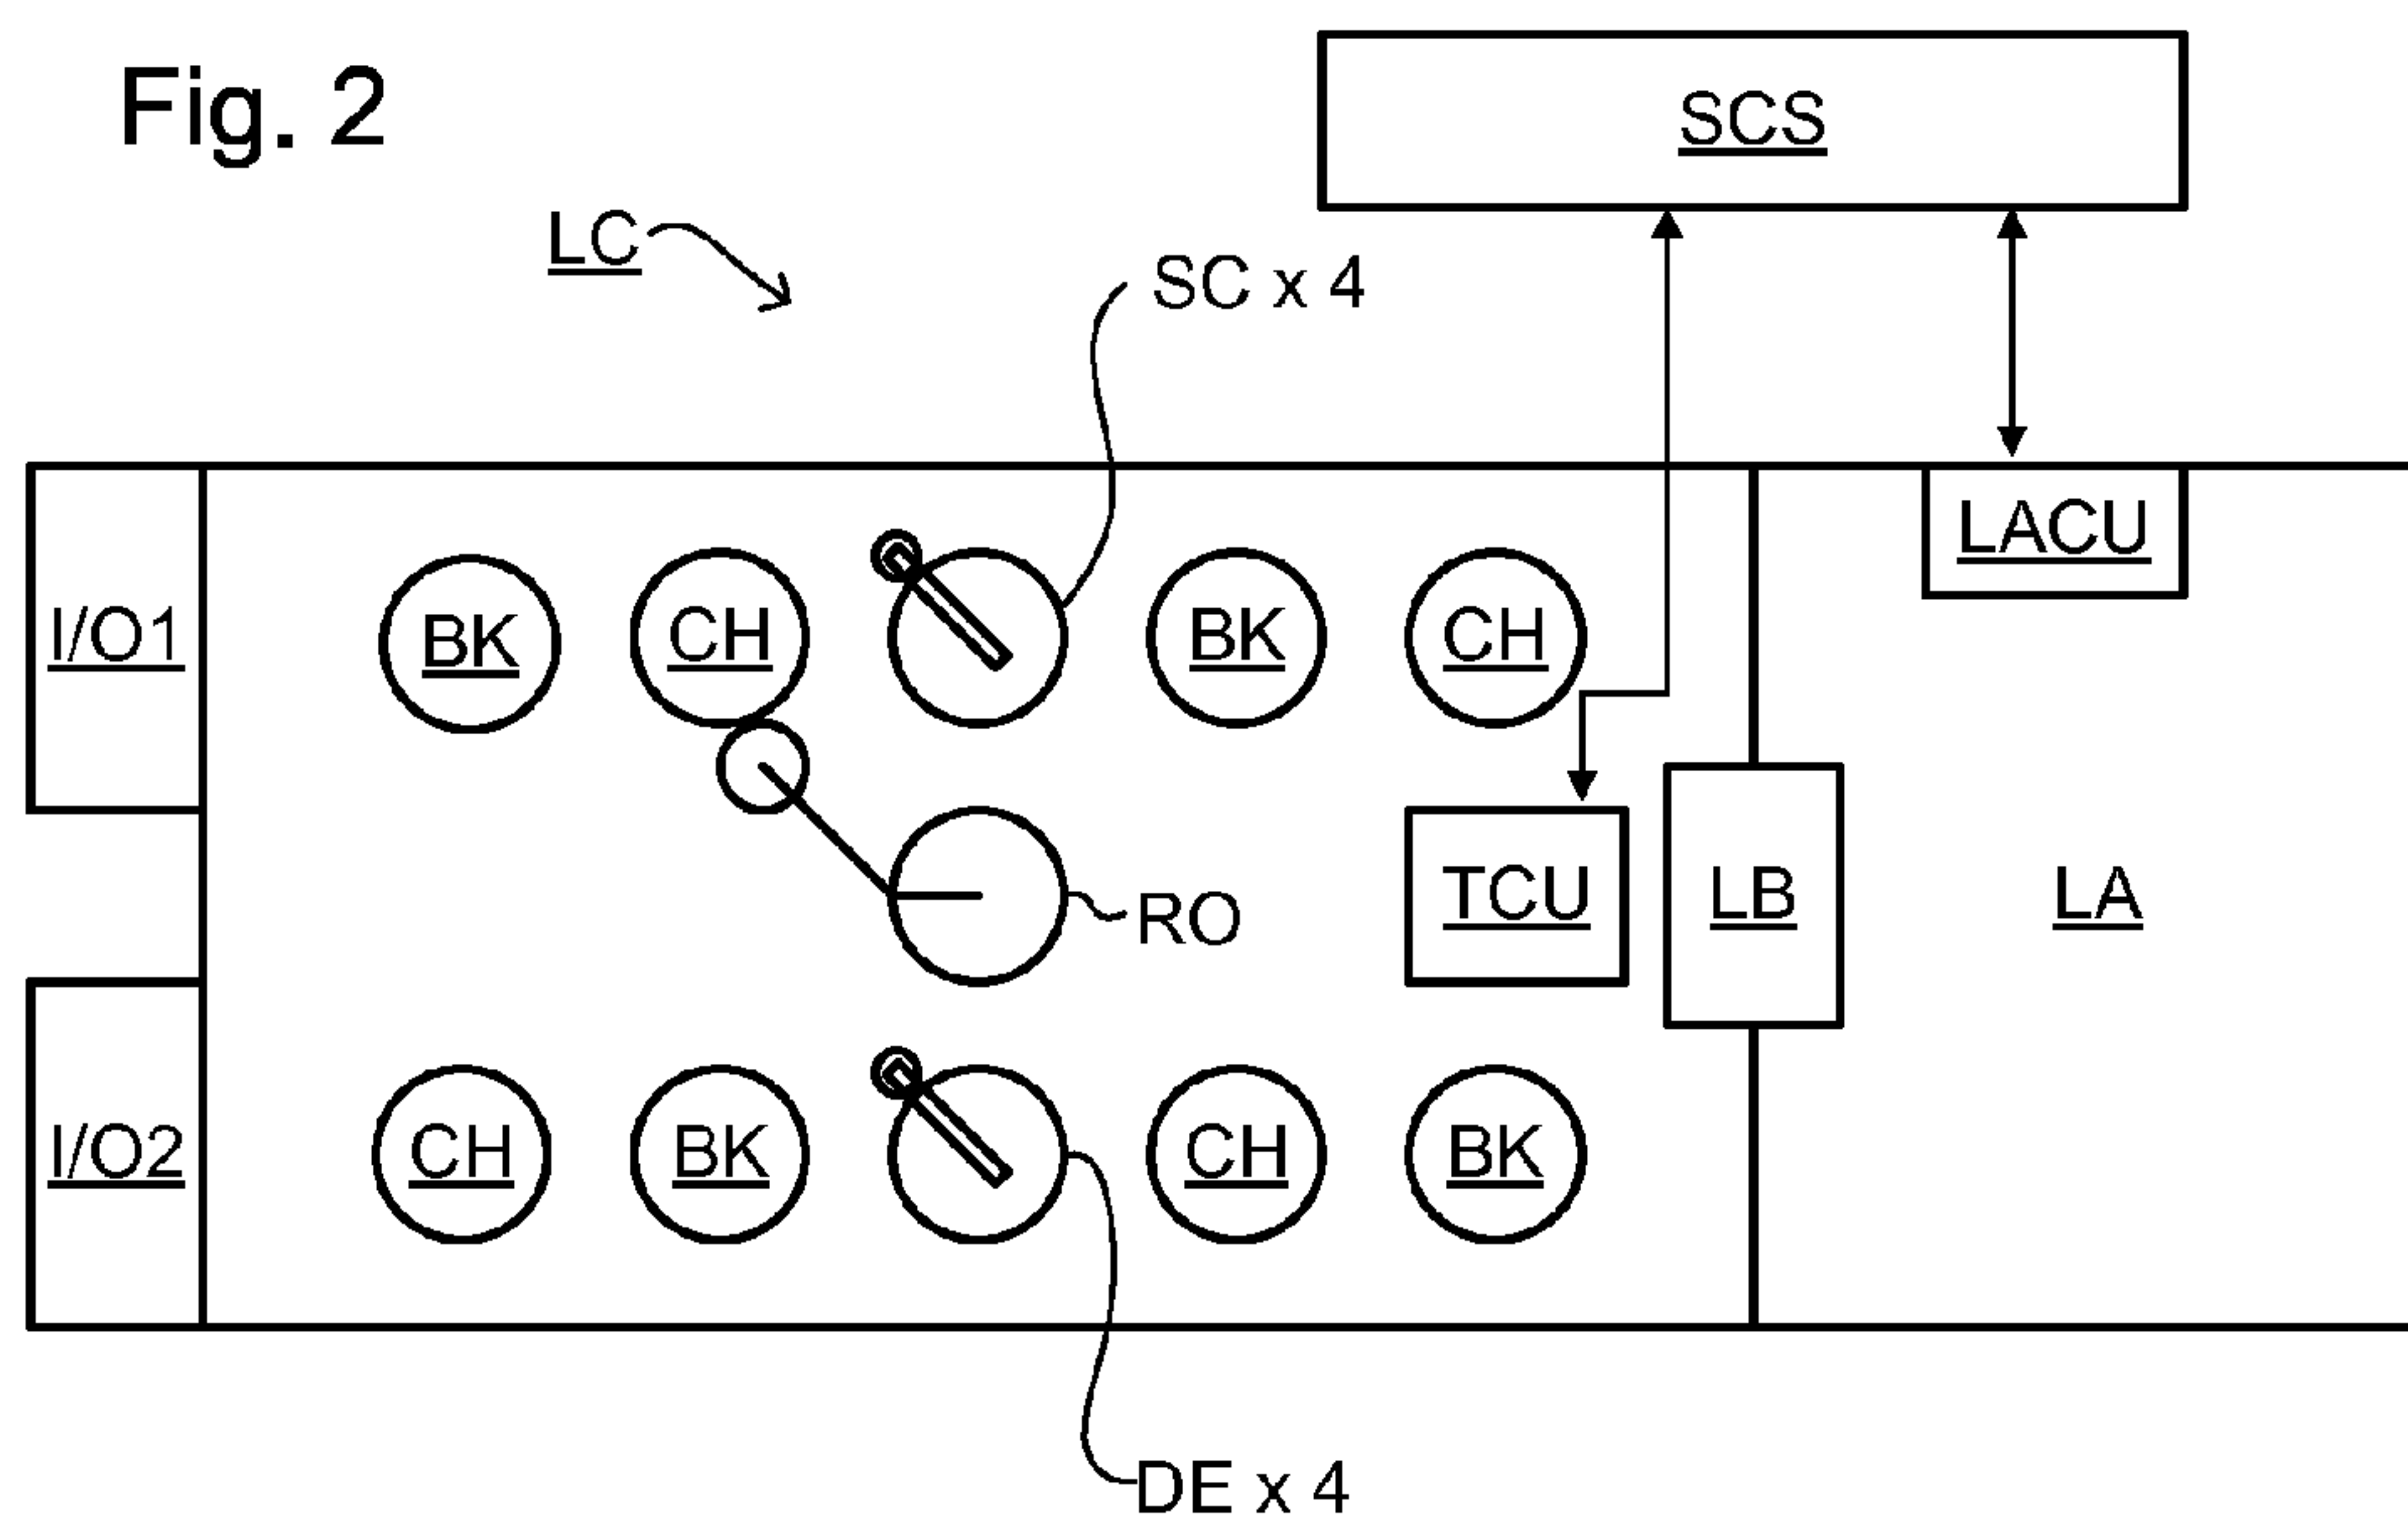 Fig. 2
SCS
LC
SC x 4
LACU
I/O1
BK
CH
BK
CH
TCU
LB
LA
RO
I/O2
CH
BK
CH
BK
DE x 4